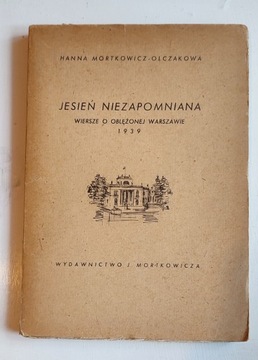 HANNA MORTKOWICZ-OLCZAKOWA
JESIEŃ NIEZAPOMNIANA
WIERSZE O OBLĘŻONEJ WARSZAWIE
1939
WYDAWNICTWO J. MORTKOWICZA